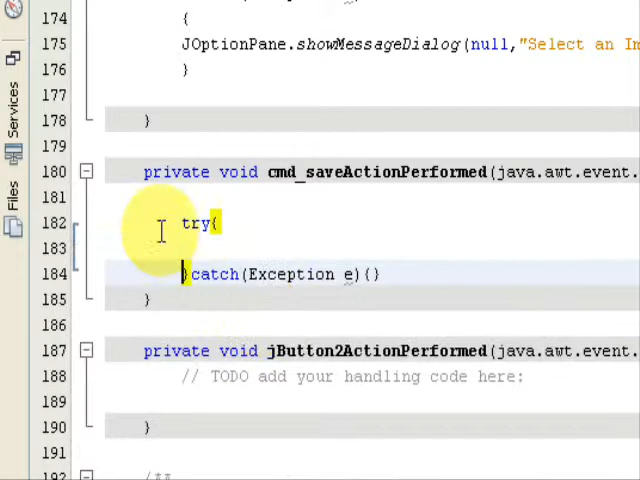 174 {
175 JOptionPane.showMessageDialog(null,"Select an Im
176 }
177
178 }
179
180 private void cmd_saveActionPerformed(java.awt.event.
181
182 try{
183
184 }catch(Exception e){}
185 }
186
187 private void jButton2ActionPerformed(java.awt.event.
188 // TODO add your handling code here:
189
190 }
191
192 /**
Services
Files